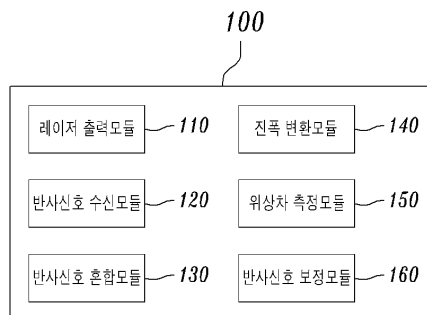 100
레이저 출력모듈 110
진폭 변환모듈 140
반사신호 수신모듈 120
위상차 측정모듈 150
반사신호 혼합모듈 130
반사신호 보정모듈 160